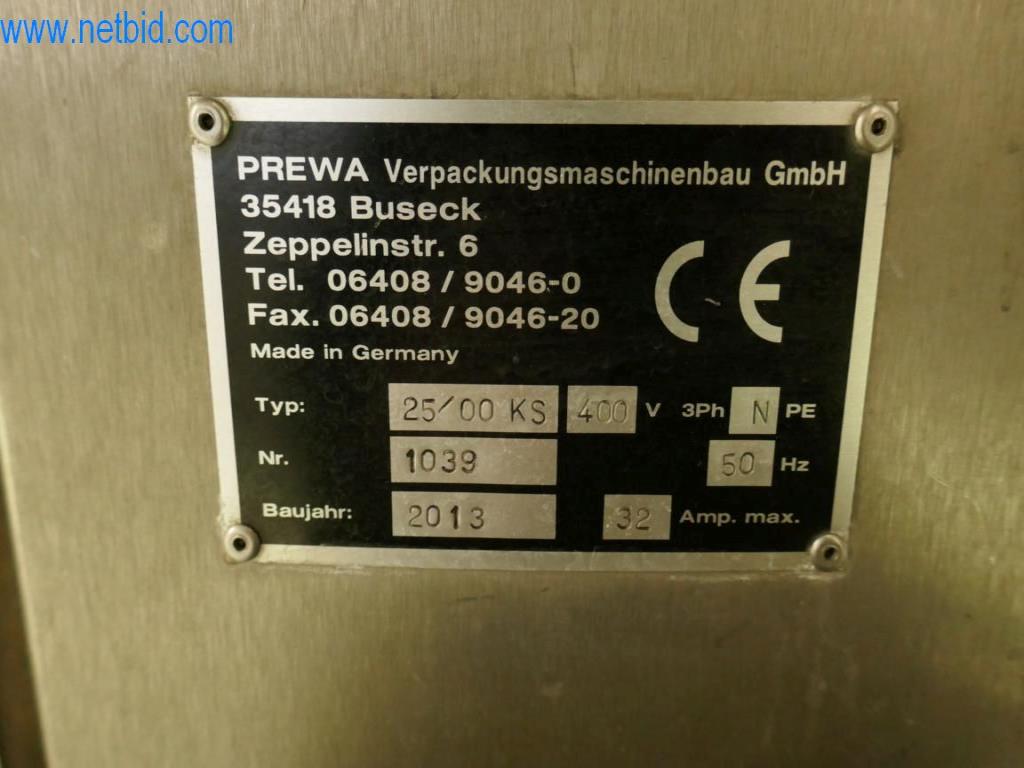 www.netbid.com
PREWA Verpackungsmaschinenbau GmbH
35418 Buseck
Zeppelinstr. 6
Tel. 06408 / 9046-0
Fax. 06408 / 9046-20
CE
Made in Germany
Typ: 25/00 KS 400 V 3Ph N PE
Nr. 1039 50 Hz
Baujahr: 2013 32 Amp. max.